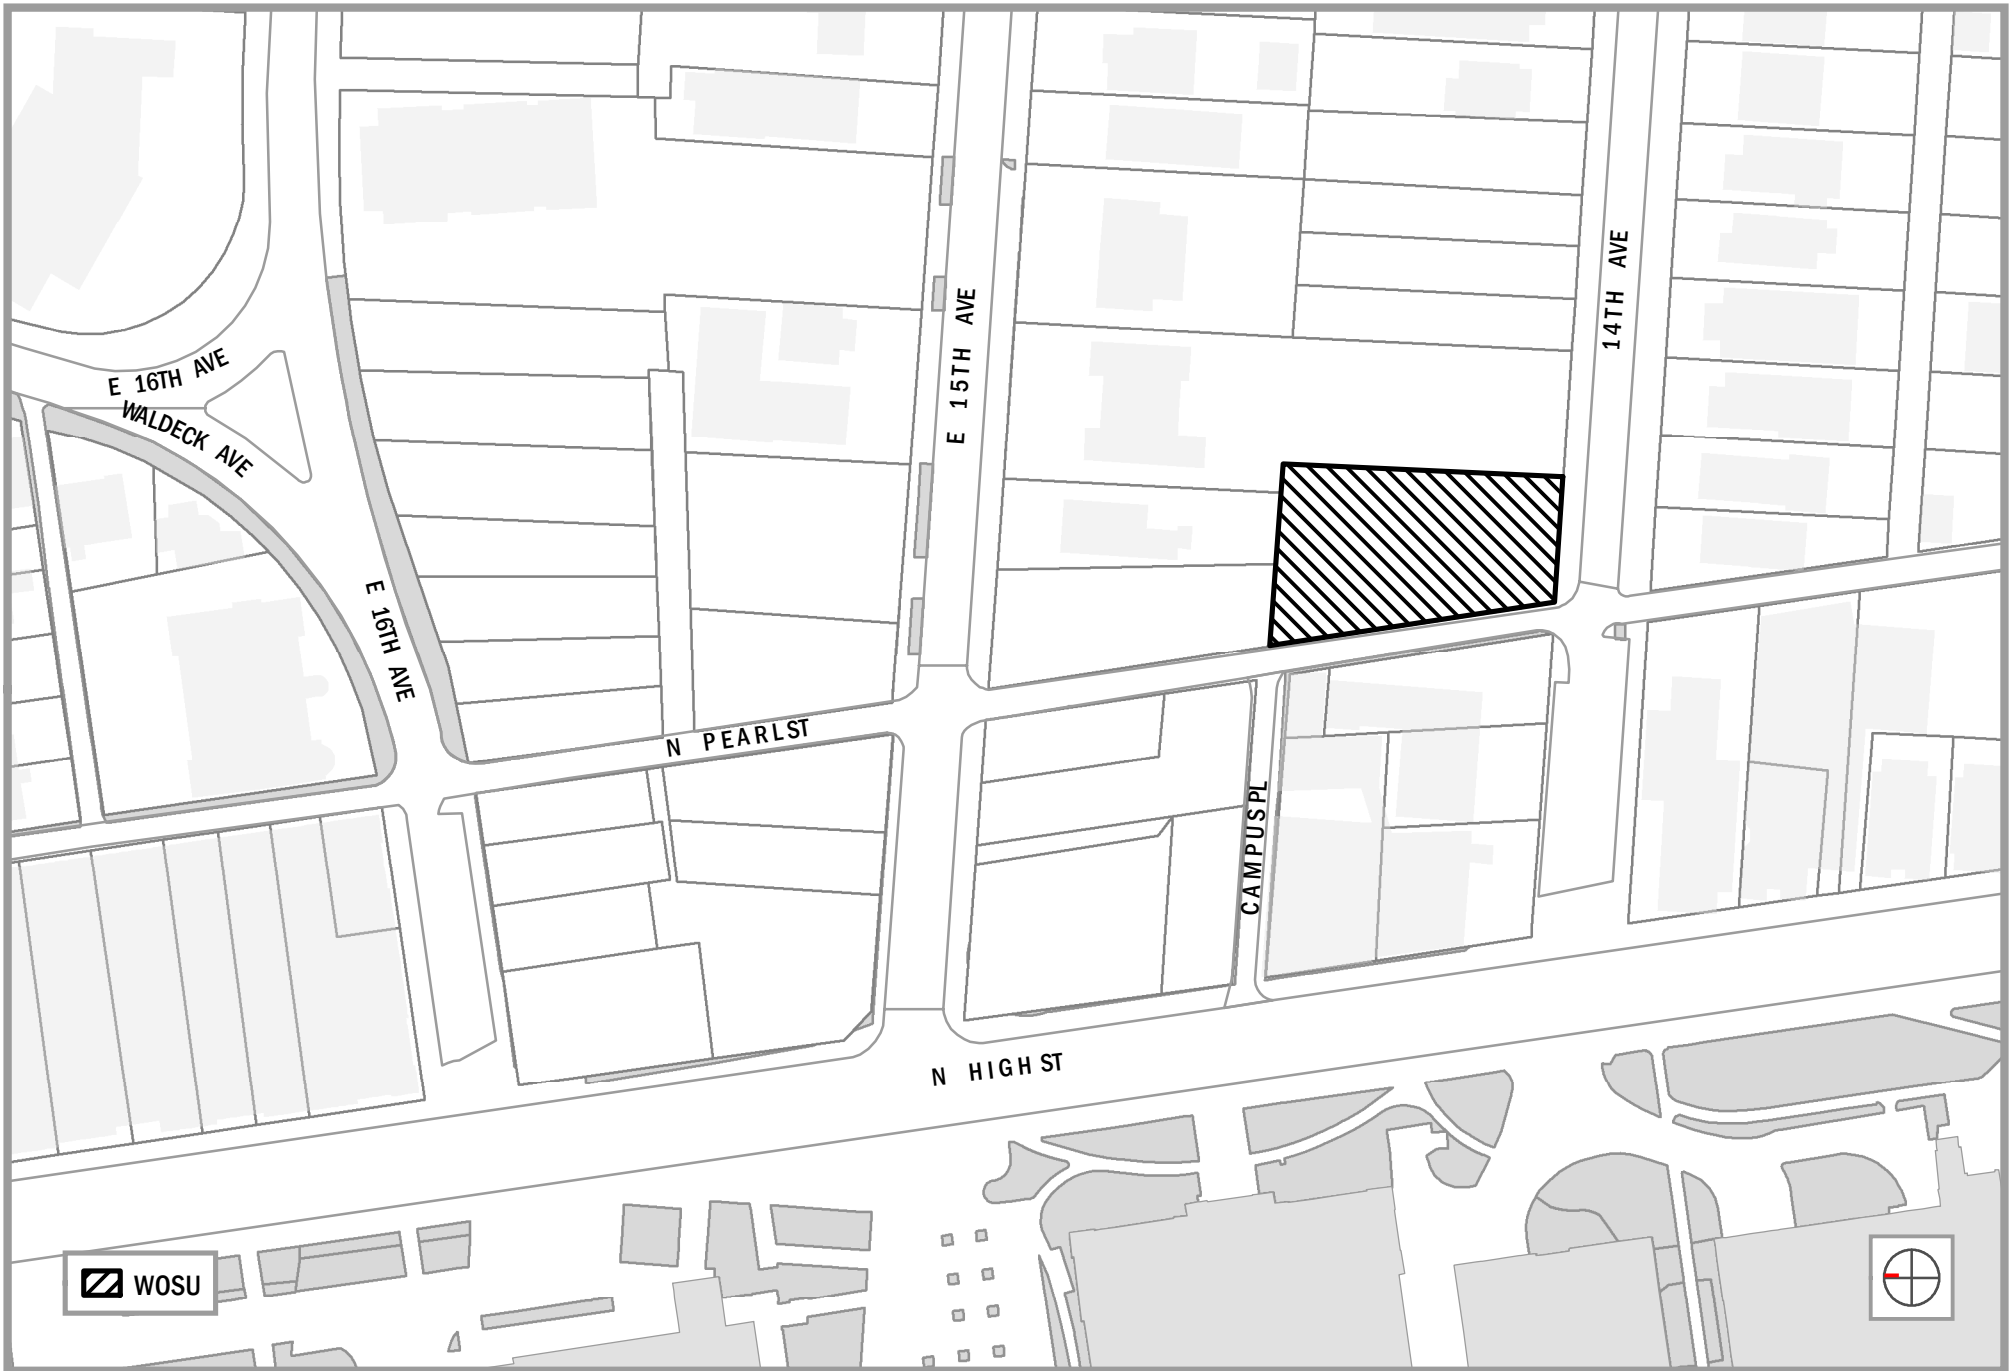 14TH AVE
E 15TH AVE
E 16TH AVE
WALDECK AVE
E 16TH AVE
N PEARL ST
CAMPUS PL
N HIGH ST
WOSU